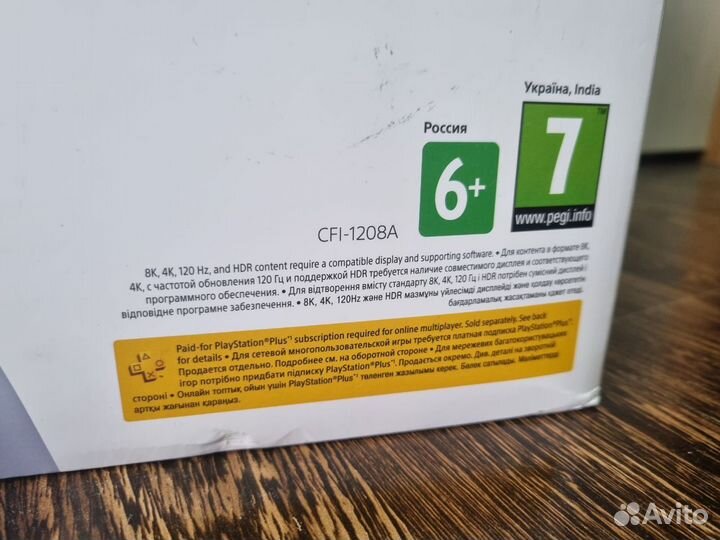 Україна, India
Россия
7
TM
6+
www.pegi.info
CFI-1208A
8K, 4K, 120 Hz, and HDR content require a compatible display and supporting software. • Для контента в формате 8K,
4K, с частотой обновления 120 Гц и поддержкой HDR требуется наличие совместимого дисплея и соответствующего
программного обеспечения. • Для відтворення вмісту стандарту 8K, 4K, 120 Гц і HDR потрібен сумісний дисплей і
відповідне програмне забезпечення. • 8K, 4K, 120Hz және HDR мазмұны үйлесімді дисплейді және қолдау көрсететін
бағдарламалық жасақтаманы қажет етеді.
Paid-for PlayStation®Plus*¹ subscription required for online multiplayer. Sold separately. See back
for details • Для сетевой многопользовательской игры требуется платная подписка PlayStation®Plus*¹.
Продается отдельно. Подробнее см. на оборотной стороне • Для мережевих багатокористувацьких
ігор потрібно придбати підписку PlayStation®Plus*¹. Продається окремо. Див. деталі на зворотній
стороні • Онлайн топтық ойын үшін PlayStation®Plus*¹ төленген жазылымы керек. Бөлек сатылады. Мәліметтерді
артқы жағынан қараңыз.
Avito